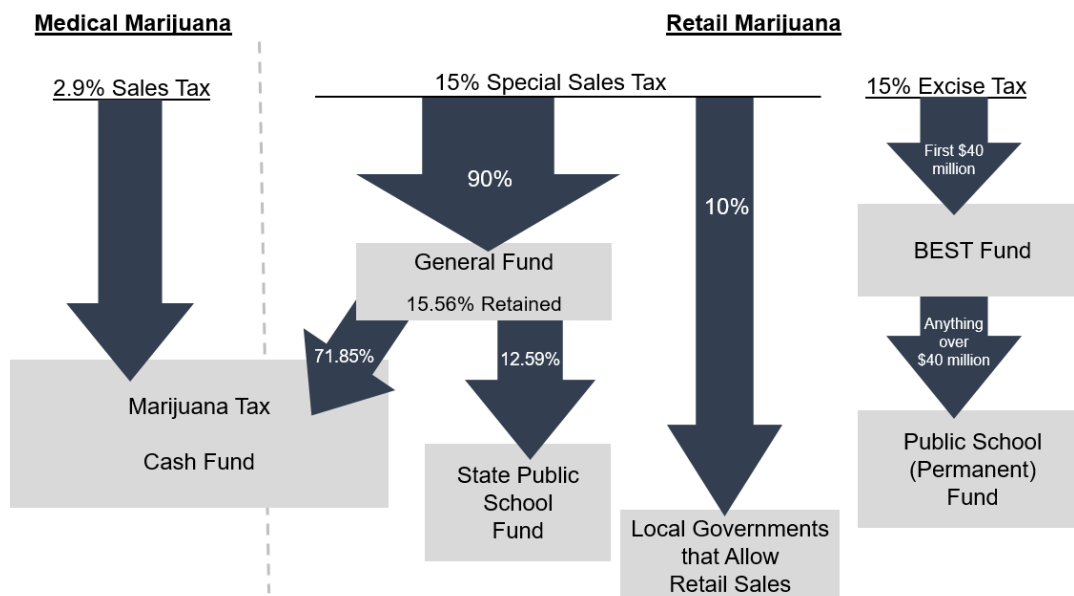 Medical Marijuana
Retail Marijuana
2.9% Sales Tax
15% Special Sales Tax
15% Excise Tax
90%
10%
First $40
million
General Fund
15.56% Retained
BEST Fund
71.85%
12.59%
Anything
over
$40 million
Marijuana Tax
Cash Fund
State Public
School
Fund
Local Governments
that Allow
Retail Sales
Public School
(Permanent)
Fund